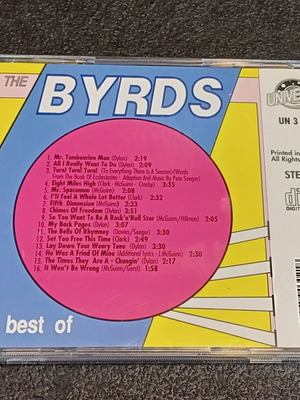 THE BYRDS
1. Mr. Tambourine Man (Dylan) 2:19
2. All I Really Want To Do (Dylan) 2:02
3. Turn! Turn! Turn! (To Everything There Is A Season)/Words
From The Book Of Ecclesiastes - Adaption And Music By Pete Seeger)
4. Eight Miles High (Clark - McGuinn - Crosby) 3:35
5. Mr. Spaceman (McGuinn) 2:08
6. I'll Feel A Whole Lot Better (Clark) 2:32
7. Fifth Dimension (McGuinn) 2:33
8. Chimes Of Freedom (Dylan) 3:51
9. So You Want To Be A Rock'n'Roll Star (McGuinn/Hillman) 2:05
10. My Back Pages (Dylan) 3:07
11. The Bells Of Rhymney (Davies/Seeger) 3:30
12. Set You Free This Time (Clark) 2:49
13. Lay Down Your Weary Tune (Dylan) 3:30
14. He Was A Frind Of Mine (Additional lyrics - J.McGuinn) 2:30
15. The Times They Are A - Changin' (Dylan) 2:17
16. It Won't Be Wrong (McGuinn/Gerst) 1:58
best of
UNIVE
UN 3
Printed in
All Rights
STE
DIGIT